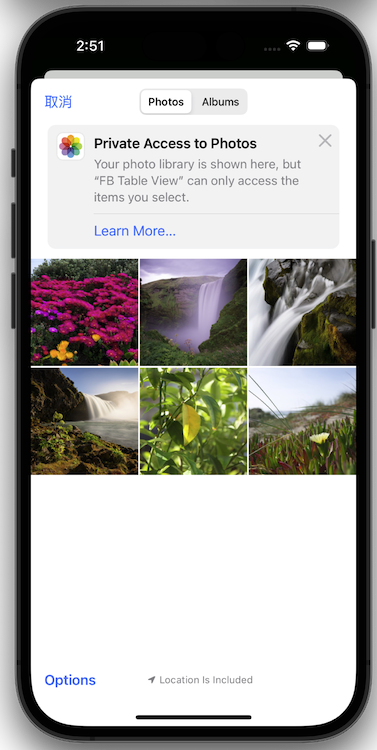 2:51
取消
Photos
Albums
Private Access to Photos
Your photo library is shown here, but
“FB Table View” can only access the
items you select.
Learn More...
Options
Location Is Included